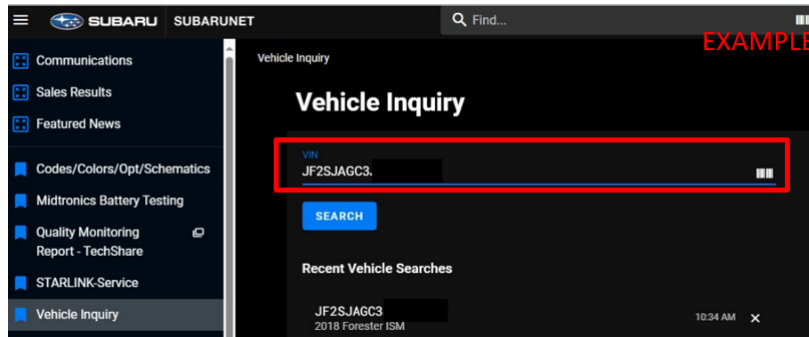 SUBARU SUBARUNET Find...
EXAMPLE
Communications
Sales Results
Featured News
Codes/Colors/Opt/Schematics
Midtronics Battery Testing
Quality Monitoring
Report - TechShare
STARLINK-Service
Vehicle Inquiry
Vehicle Inquiry
Vehicle Inquiry
VIN
JF2SJAGC3
SEARCH
Recent Vehicle Searches
JF2SJAGC3
2018 Forester ISM
10:34 AM